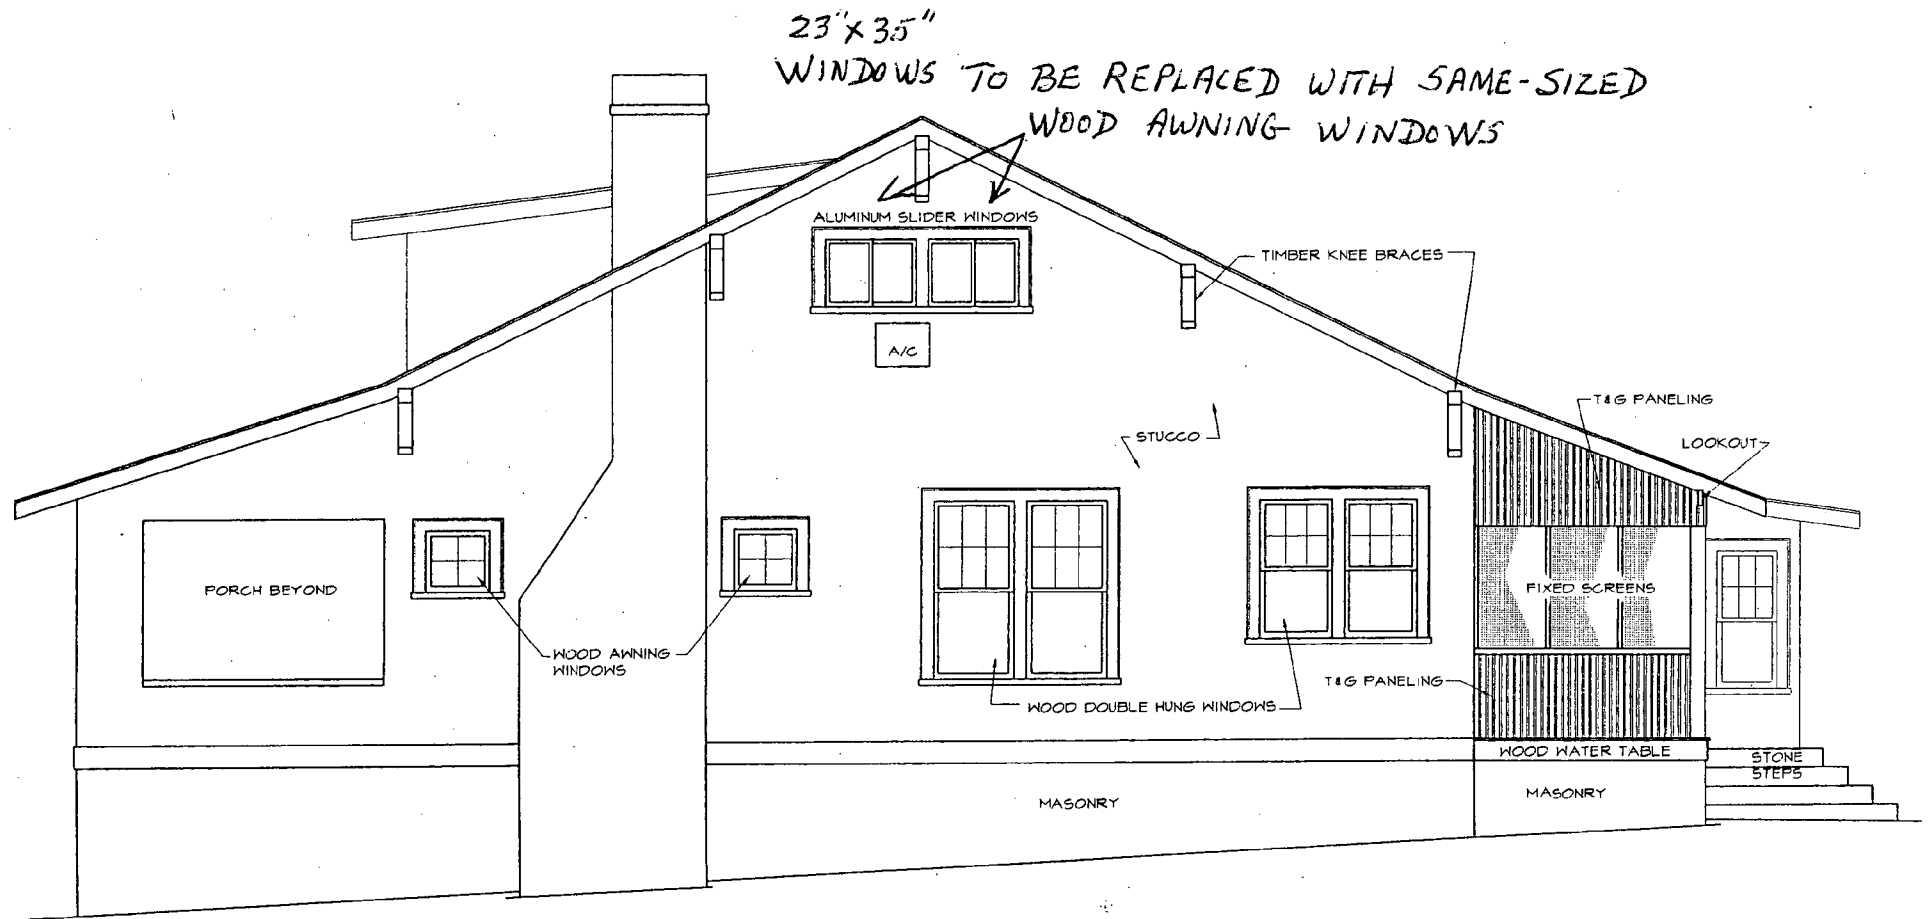 23"x35"
WINDOWS TO BE REPLACED WITH SAME-SIZED
WOOD AWNING WINDOWS
ALUMINUM SLIDER WINDOWS
TIMBER KNEE BRACES
A/C
T&G PANELING
STUCCO
LOOKOUT
PORCH BEYOND
FIXED SCREENS
WOOD AWNING
WINDOWS
T&G PANELING
WOOD DOUBLE HUNG WINDOWS
WOOD WATER TABLE
STONE
STEPS
MASONRY
MASONRY